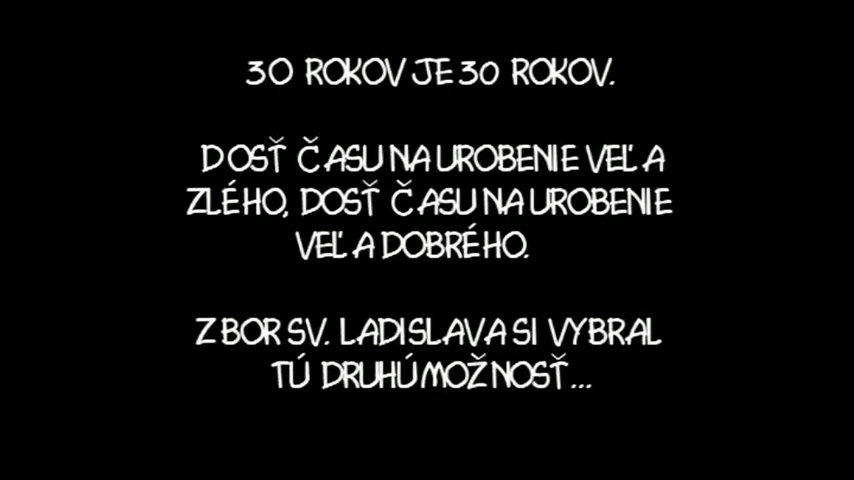 30 ROKOV JE 30 ROKOV.
DOSŤ ČASU NA UROBENIE VEĽA
ZLÉHO, DOSŤ ČASU NA UROBENIE
VEĽA DOBRÉHO.
ZBOR SV. LADISLAVA SI VYBRAL
TÚ DRUHÚ MOŽNOSŤ...